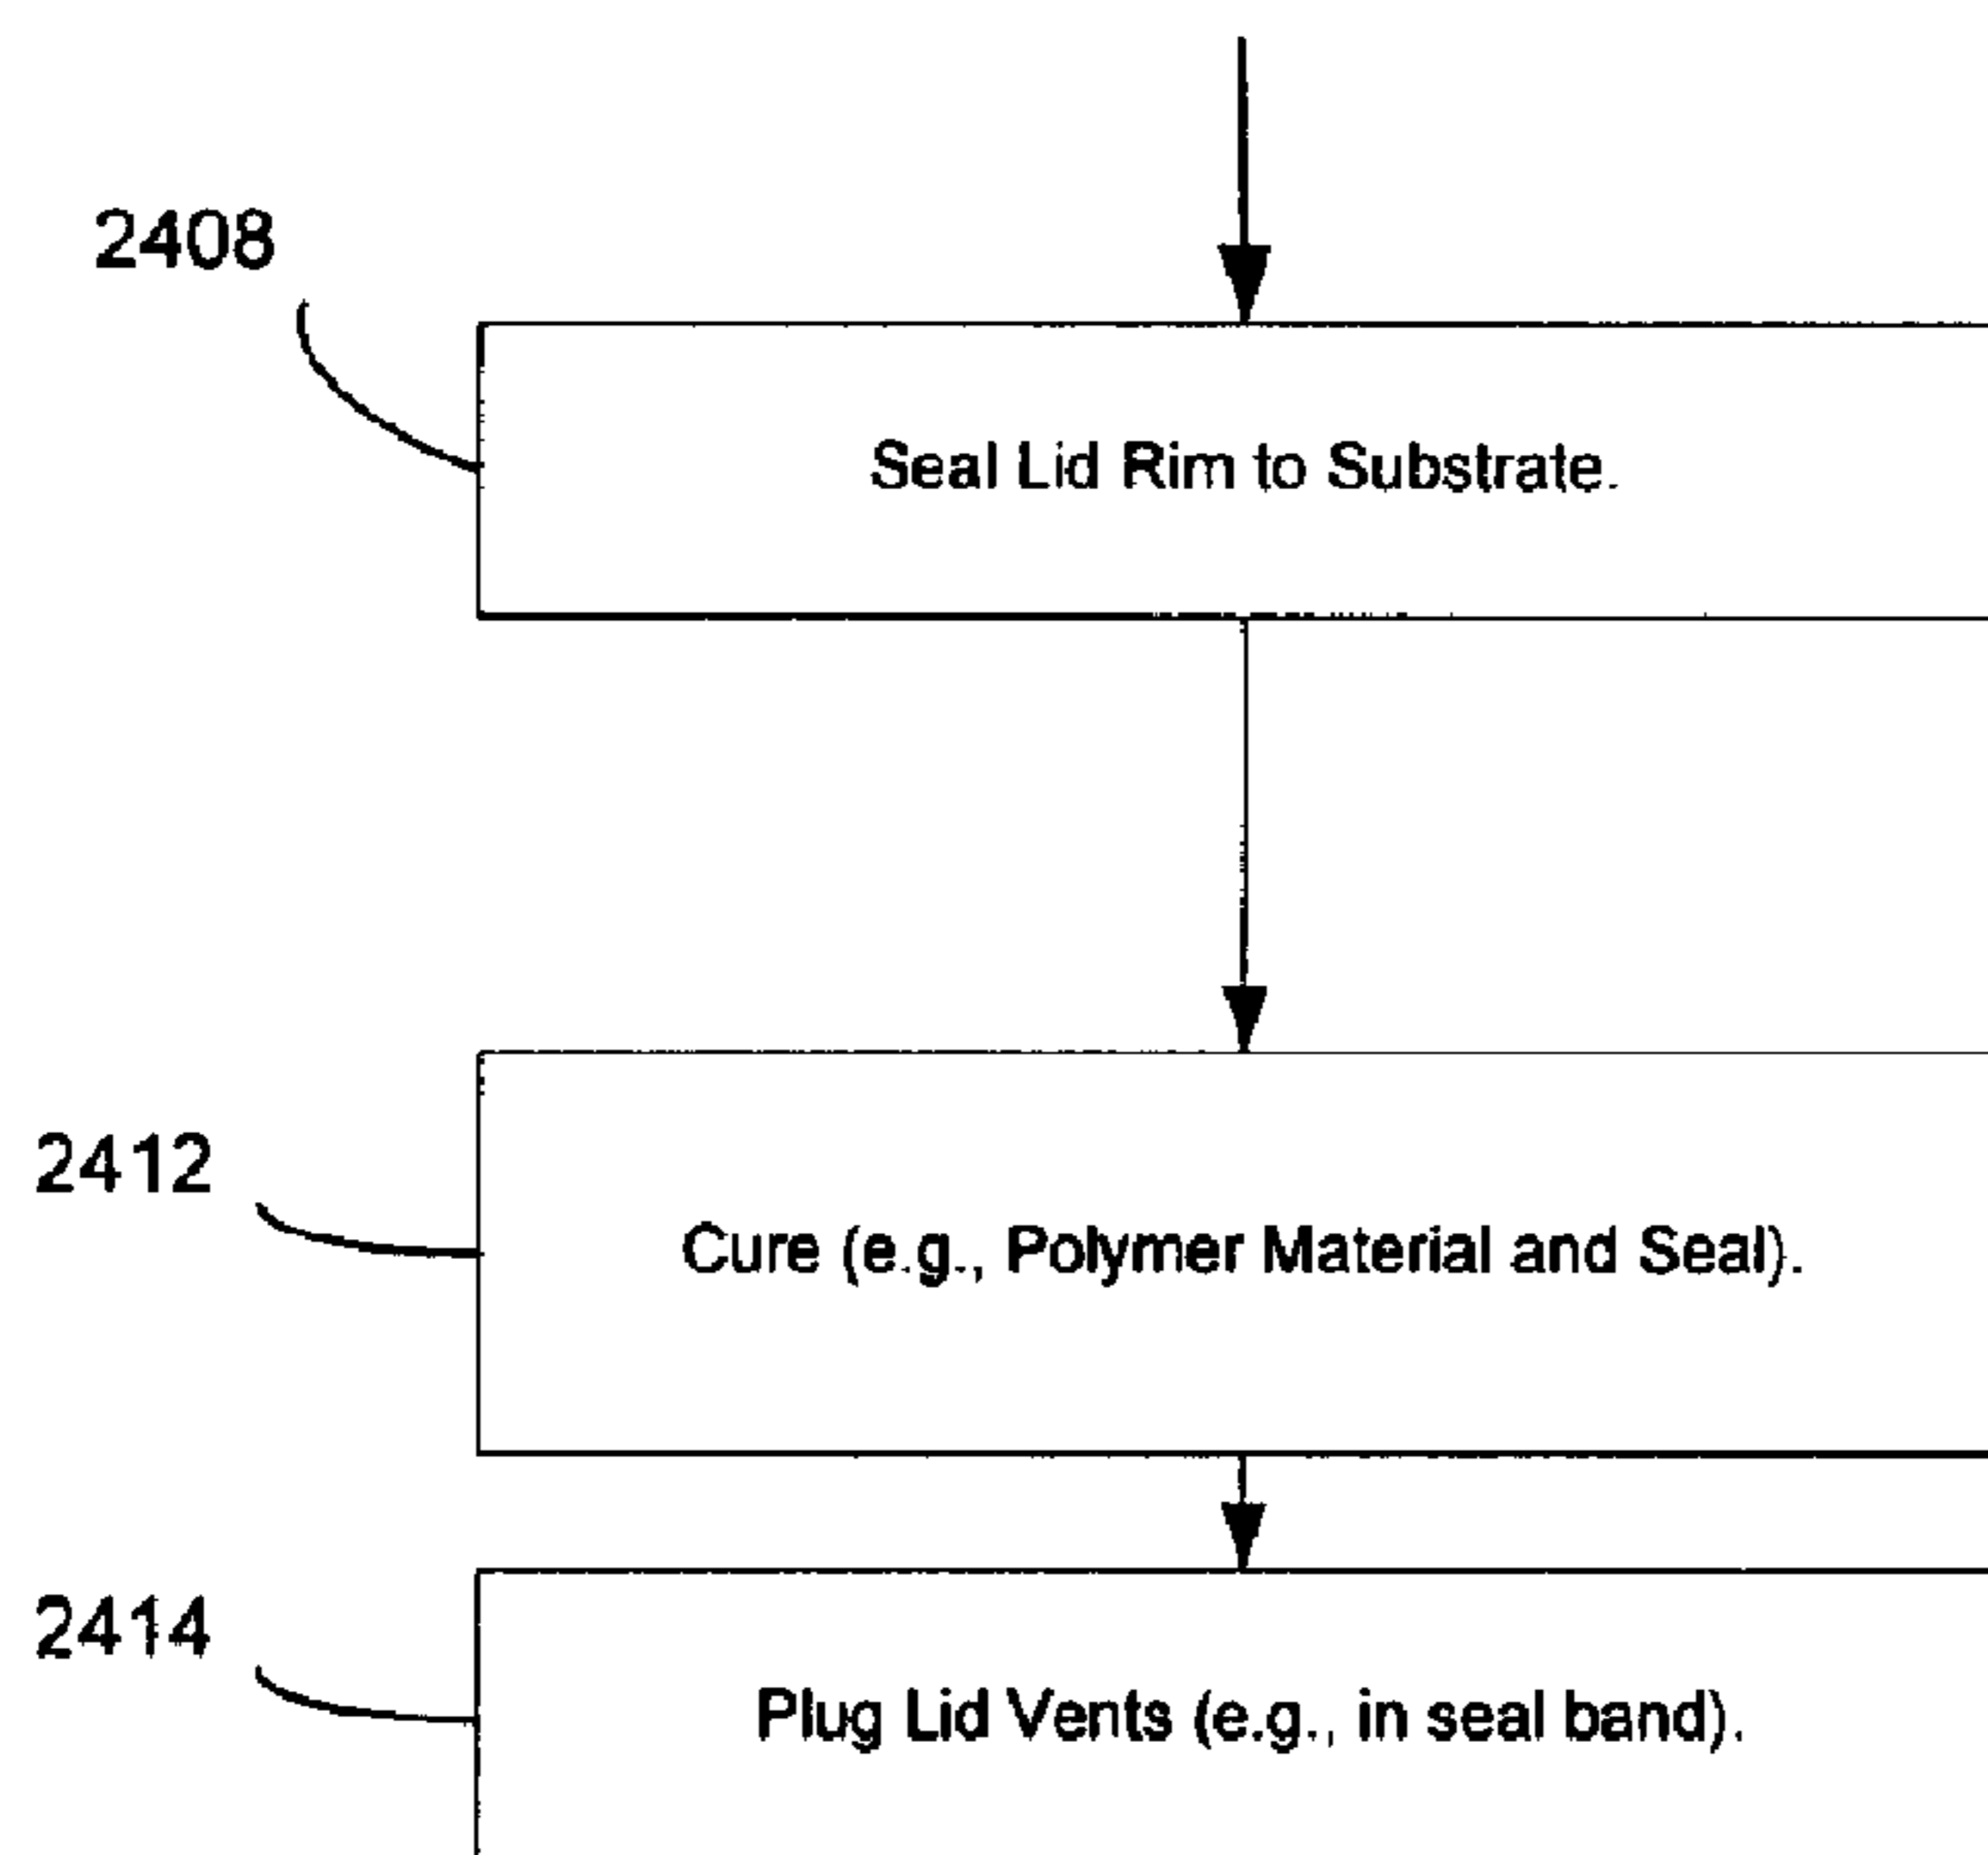 2408
Seal Lid Rim to Substrate.
2412
Cure (e.g., Polymer Material and Seal).
2414
Plug Lid Vents (e.g., in seal band).